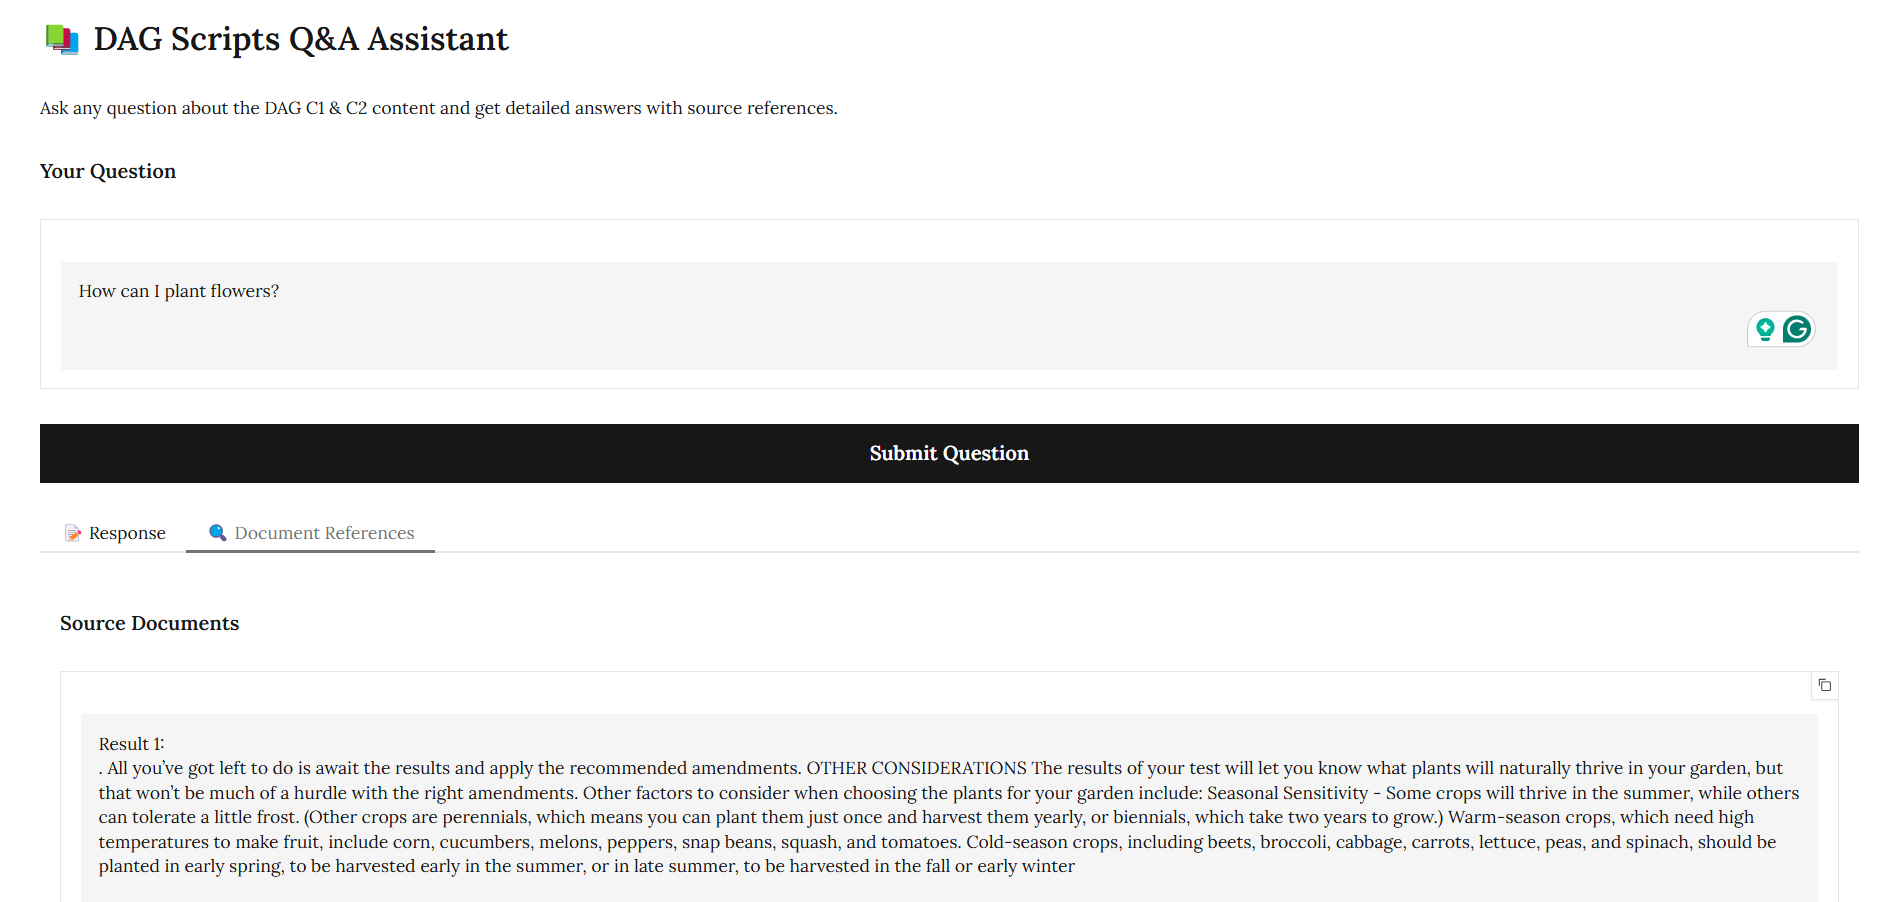 DAG Scripts Q&A Assistant
Ask any question about the DAG C1 & C2 content and get detailed answers with source references.
Your Question
How can I plant flowers?
Submit Question
Response
Document References
Source Documents
Result 1:
. All you’ve got left to do is await the results and apply the recommended amendments. OTHER CONSIDERATIONS The results of your test will let you know what plants will naturally thrive in your garden, but
that won’t be much of a hurdle with the right amendments. Other factors to consider when choosing the plants for your garden include: Seasonal Sensitivity - Some crops will thrive in the summer, while others
can tolerate a little frost. (Other crops are perennials, which means you can plant them just once and harvest them yearly, or biennials, which take two years to grow.) Warm-season crops, which need high
temperatures to make fruit, include corn, cucumbers, melons, peppers, snap beans, squash, and tomatoes. Cold-season crops, including beets, broccoli, cabbage, carrots, lettuce, peas, and spinach, should be
planted in early spring, to be harvested early in the summer, or in late summer, to be harvested in the fall or early winter